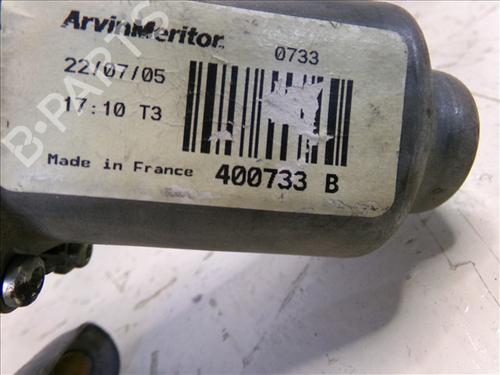 ArvinMeritor.
0733
22/07/05
17:10 T3
Made in France
400733 B
B-PARTS